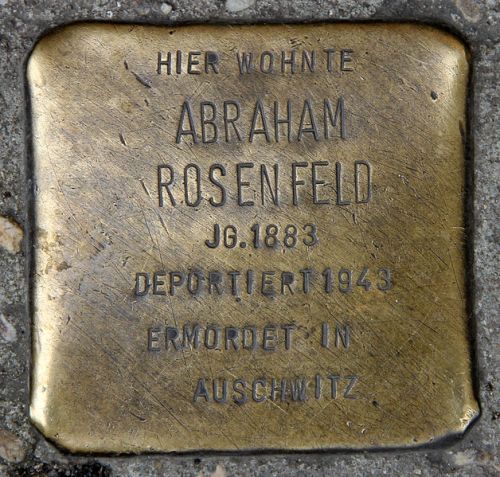 HIER WOHNTE
ABRAHAM
ROSENFELD
JG.1883
DEPORTIERT 1943
ERMORDET IN
AUSCHWITZ